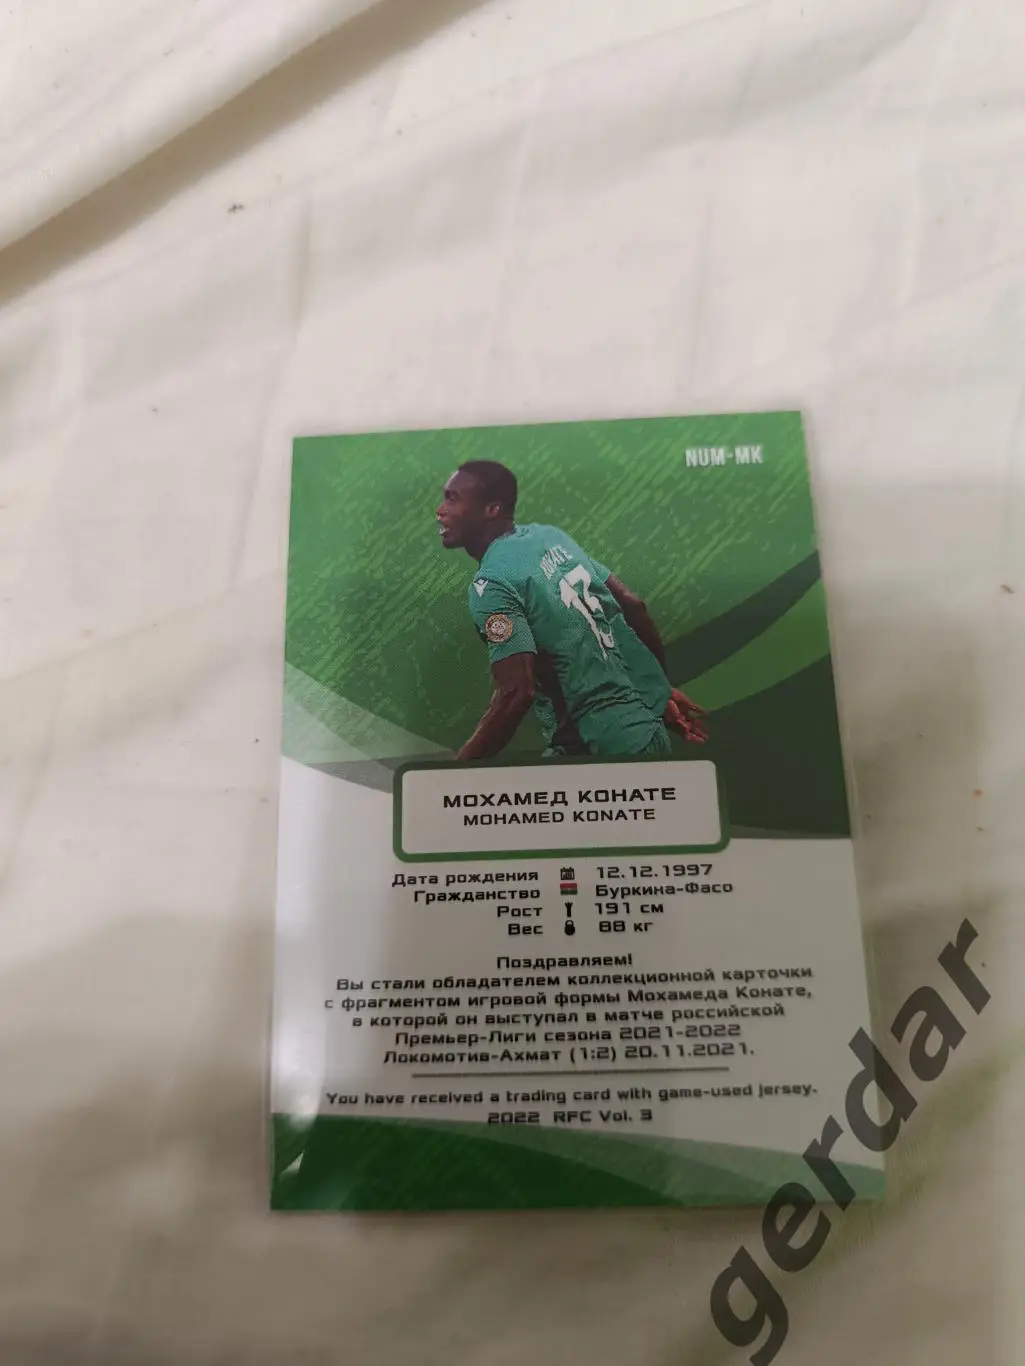 NUM-MK
KONATE
13
МОХАМЕД КОНАТЕ
MOHAMED KONATE
Дата рождения 12.12.1997
Гражданство Буркина-Фасо
Рост 191 см
Вес 88 кг
Поздравляем!
Вы стали обладателем коллекционной карточки
с фрагментом игровой формы Мохамеда Конате,
в которой он выступал в матче российской
Премьер-Лиги сезона 2021-2022
Локомотив-Ахмат (1:2) 20.11.2021.
You have received a trading card with game-used jersey.
2022 RFC Vol. 3
gerdar